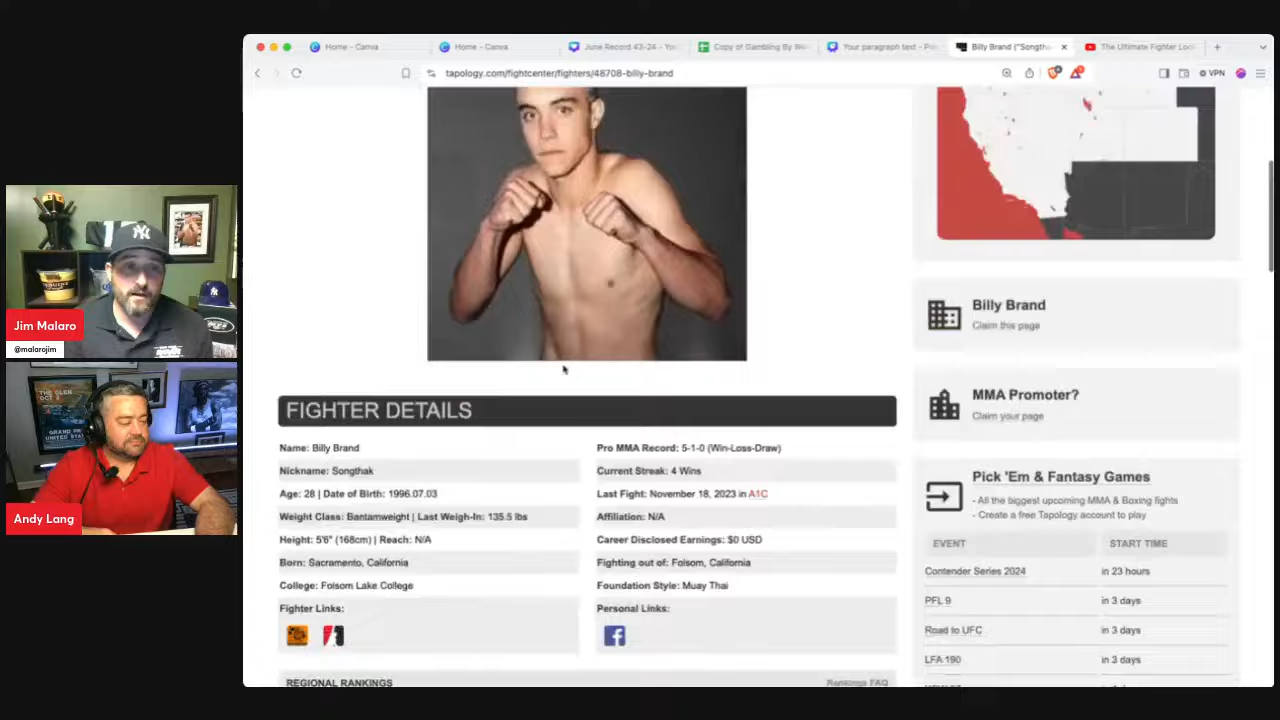 Home - Canva
Home - Canva
June Record 43-24 - Yo
Copy of Gambling By We
Your paragraph text - Pri
Billy Brand ("Songth
The Ultimate Fighter Loc
tapology.com/fightcenter/fighters/48708-billy-brand
VPN
Jim Malaro
@malarojim
Andy Lang
FIGHTER DETAILS
Name: Billy Brand
Pro MMA Record: 5-1-0 (Win-Loss-Draw)
Nickname: Songthak
Current Streak: 4 Wins
Age: 28 | Date of Birth: 1996.07.03
Last Fight: November 18, 2023 in A1C
Weight Class: Bantamweight | Last Weigh-In: 135.5 lbs
Affiliation: N/A
Height: 5'6" (168cm) | Reach: N/A
Career Disclosed Earnings: $0 USD
Born: Sacramento, California
Fighting out of: Folsom, California
College: Folsom Lake College
Foundation Style: Muay Thai
Fighter Links:
Personal Links:
REGIONAL RANKINGS
Rankings FAQ
Billy Brand
Claim this page
MMA Promoter?
Claim your page
Pick 'Em & Fantasy Games
- All the biggest upcoming MMA & Boxing fights
- Create a free Tapology account to play
EVENT
START TIME
Contender Series 2024
in 23 hours
PFL 9
in 3 days
Road to UFC
in 3 days
LFA 190
in 3 days